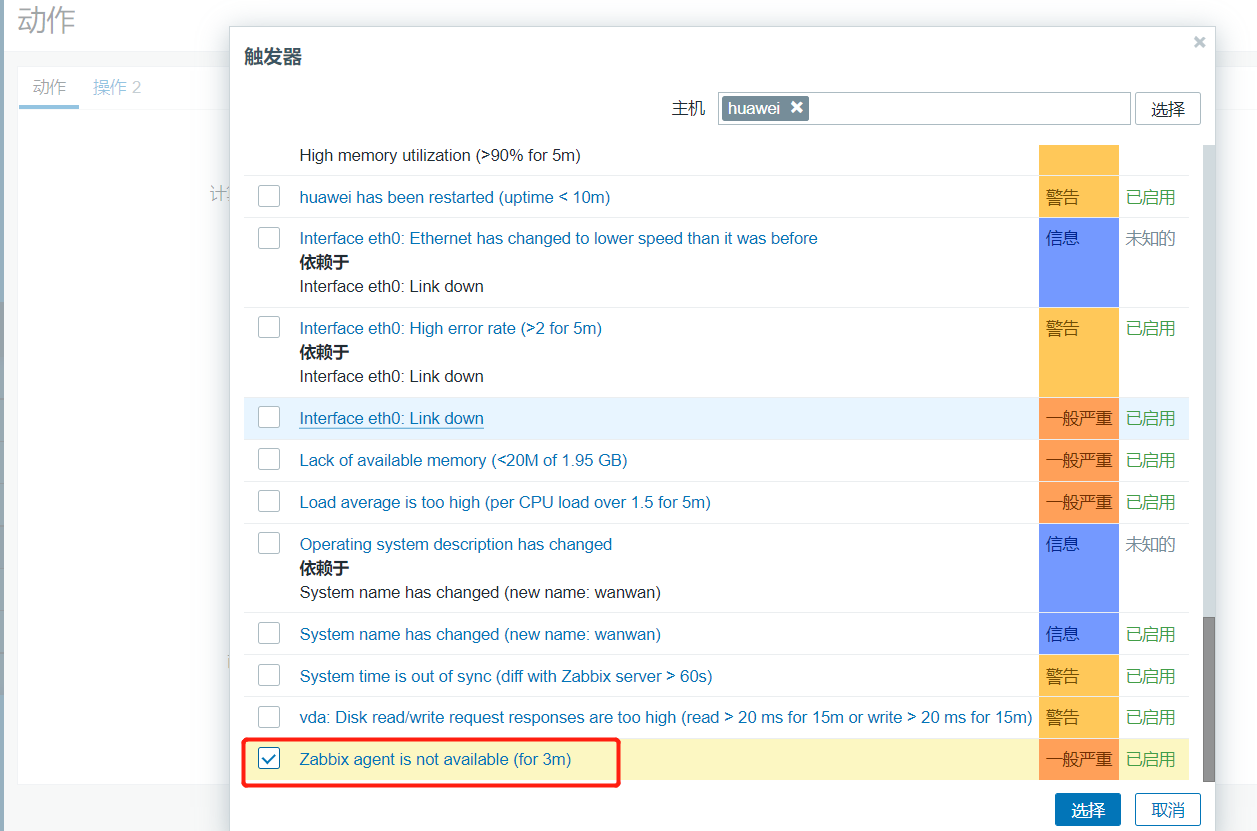 动作
触发器
动作 操作 2
主机 huawei 选择
High memory utilization (>90% for 5m)
huawei has been restarted (uptime < 10m) 警告 已启用
Interface eth0: Ethernet has changed to lower speed than it was before 信息 未知的
依赖于
Interface eth0: Link down
Interface eth0: High error rate (>2 for 5m) 警告 已启用
依赖于
Interface eth0: Link down
Interface eth0: Link down 一般严重 已启用
Lack of available memory (<20M of 1.95 GB) 一般严重 已启用
Load average is too high (per CPU load over 1.5 for 5m) 一般严重 已启用
Operating system description has changed 信息 未知的
依赖于
System name has changed (new name: wanwan)
System name has changed (new name: wanwan) 信息 已启用
System time is out of sync (diff with Zabbix server > 60s) 警告 已启用
vda: Disk read/write request responses are too high (read > 20 ms for 15m or write > 20 ms for 15m) 警告 已启用
Zabbix agent is not available (for 3m) 一般严重 已启用
选择 取消